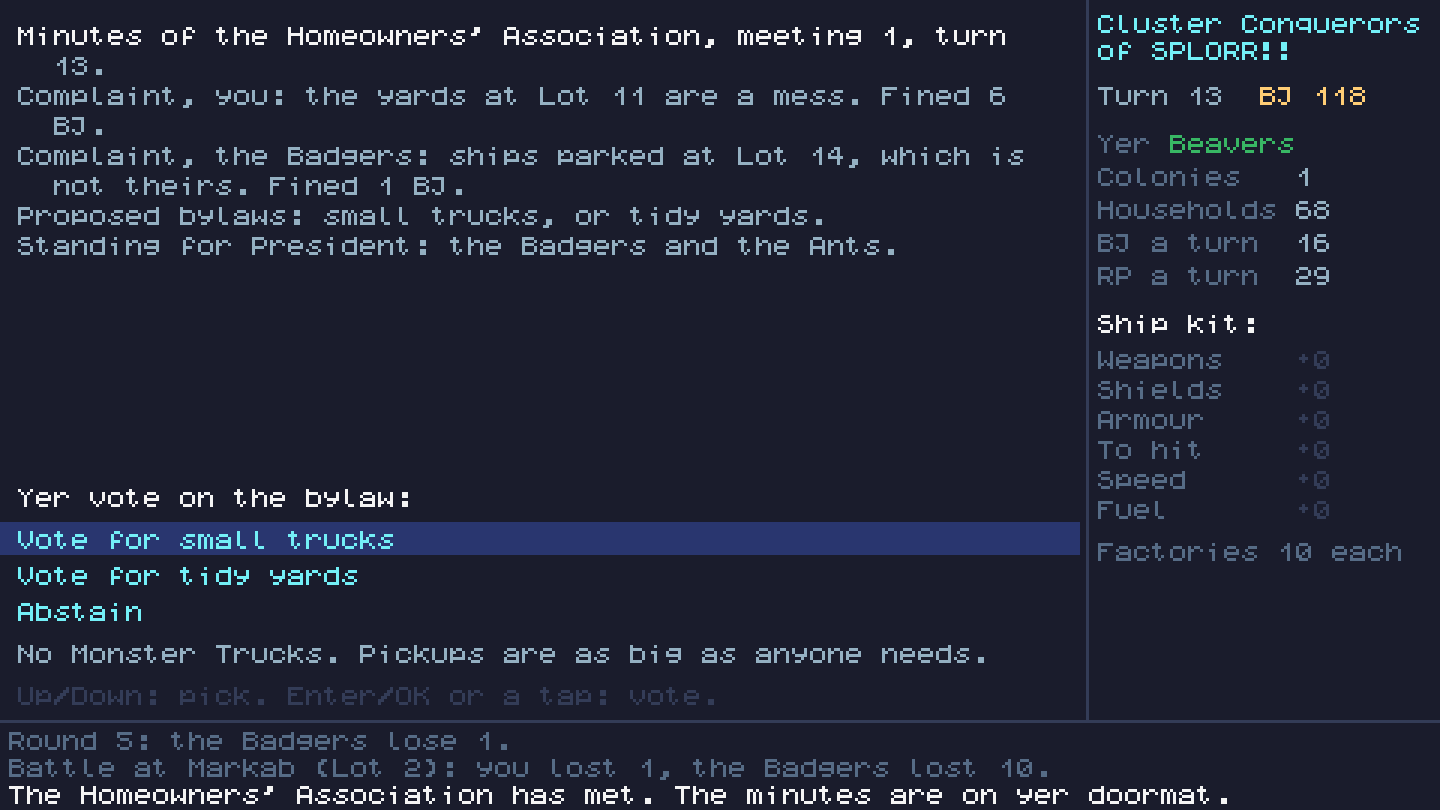 Minutes of the Homeowners' Association, meeting 1, turn
13.
Complaint, you: the yards at Lot 11 are a mess. Fined 6
BJ.
Complaint, the Badgers: ships parked at Lot 14, which is
not theirs. Fined 1 BJ.
Proposed bylaws: small trucks, or tidy yards.
Standing for President: the Badgers and the Ants.
Yer vote on the bylaw:
Vote for small trucks
Vote for tidy yards
Abstain
No Monster Trucks. Pickups are as big as anyone needs.
Up/Down: pick. Enter/OK or a tap: vote.
Cluster Conquerors
of SPLORR!!
Turn 13 BJ 118
Yer Beavers
Colonies 1
Households 68
BJ a turn 16
RP a turn 29
Ship kit:
Weapons +0
Shields +0
Armour +0
To hit +0
Speed +0
Fuel +0
Factories 10 each
Round 5: the Badgers lose 1.
Battle at Markab (Lot 2): you lost 1, the Badgers lost 10.
The Homeowners' Association has met. The minutes are on yer doormat.